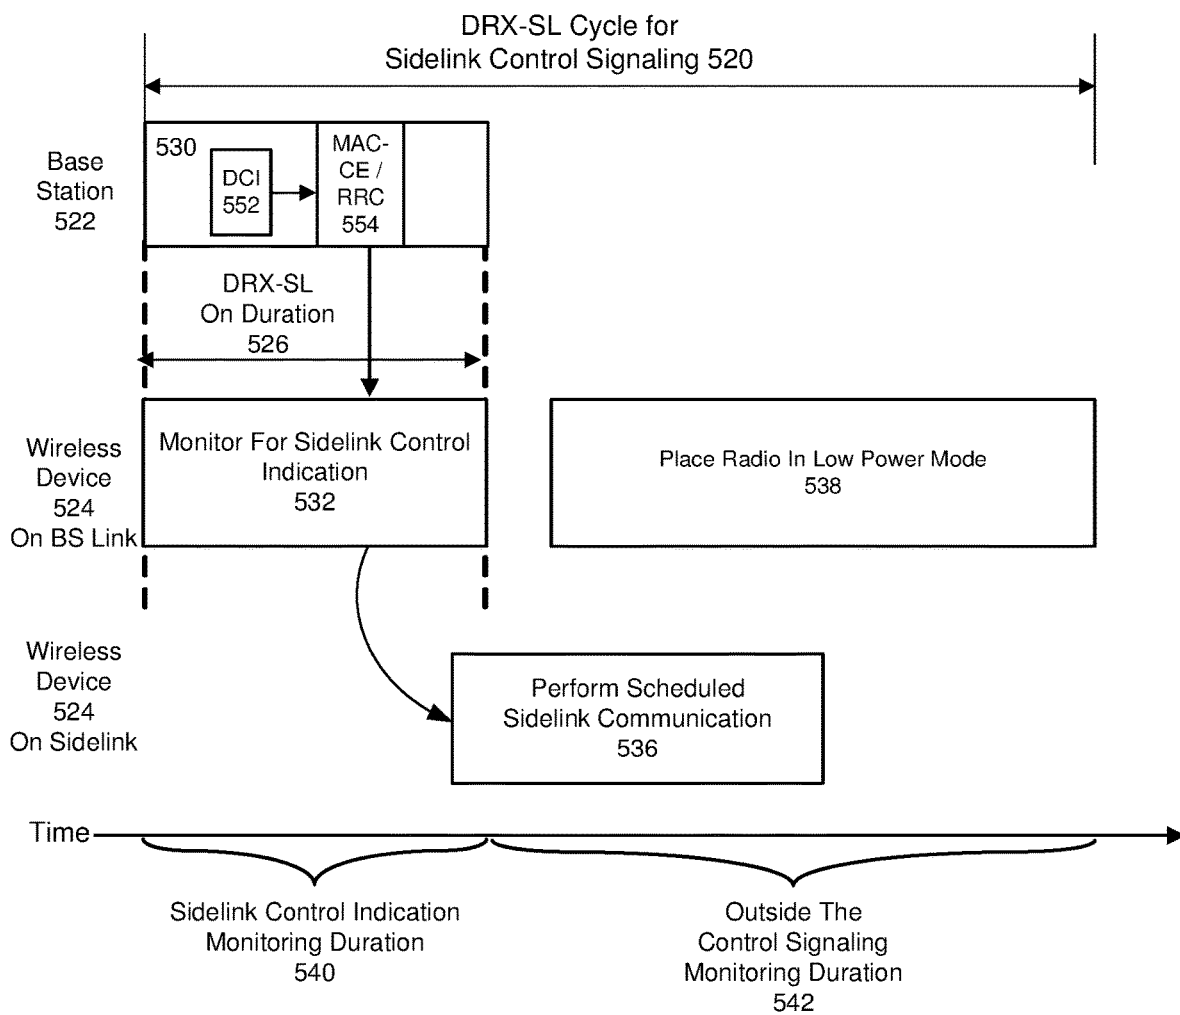 DRX-SL Cycle for
Sidelink Control Signaling 520
Base
Station
522
530
DCI
552
MAC-
CE /
RRC
554
DRX-SL
On Duration
526
Wireless
Device
524
On BS Link
Monitor For Sidelink Control
Indication
532
Place Radio In Low Power Mode
538
Wireless
Device
524
On Sidelink
Perform Scheduled
Sidelink Communication
536
Time
Sidelink Control Indication
Monitoring Duration
540
Outside The
Control Signaling
Monitoring Duration
542